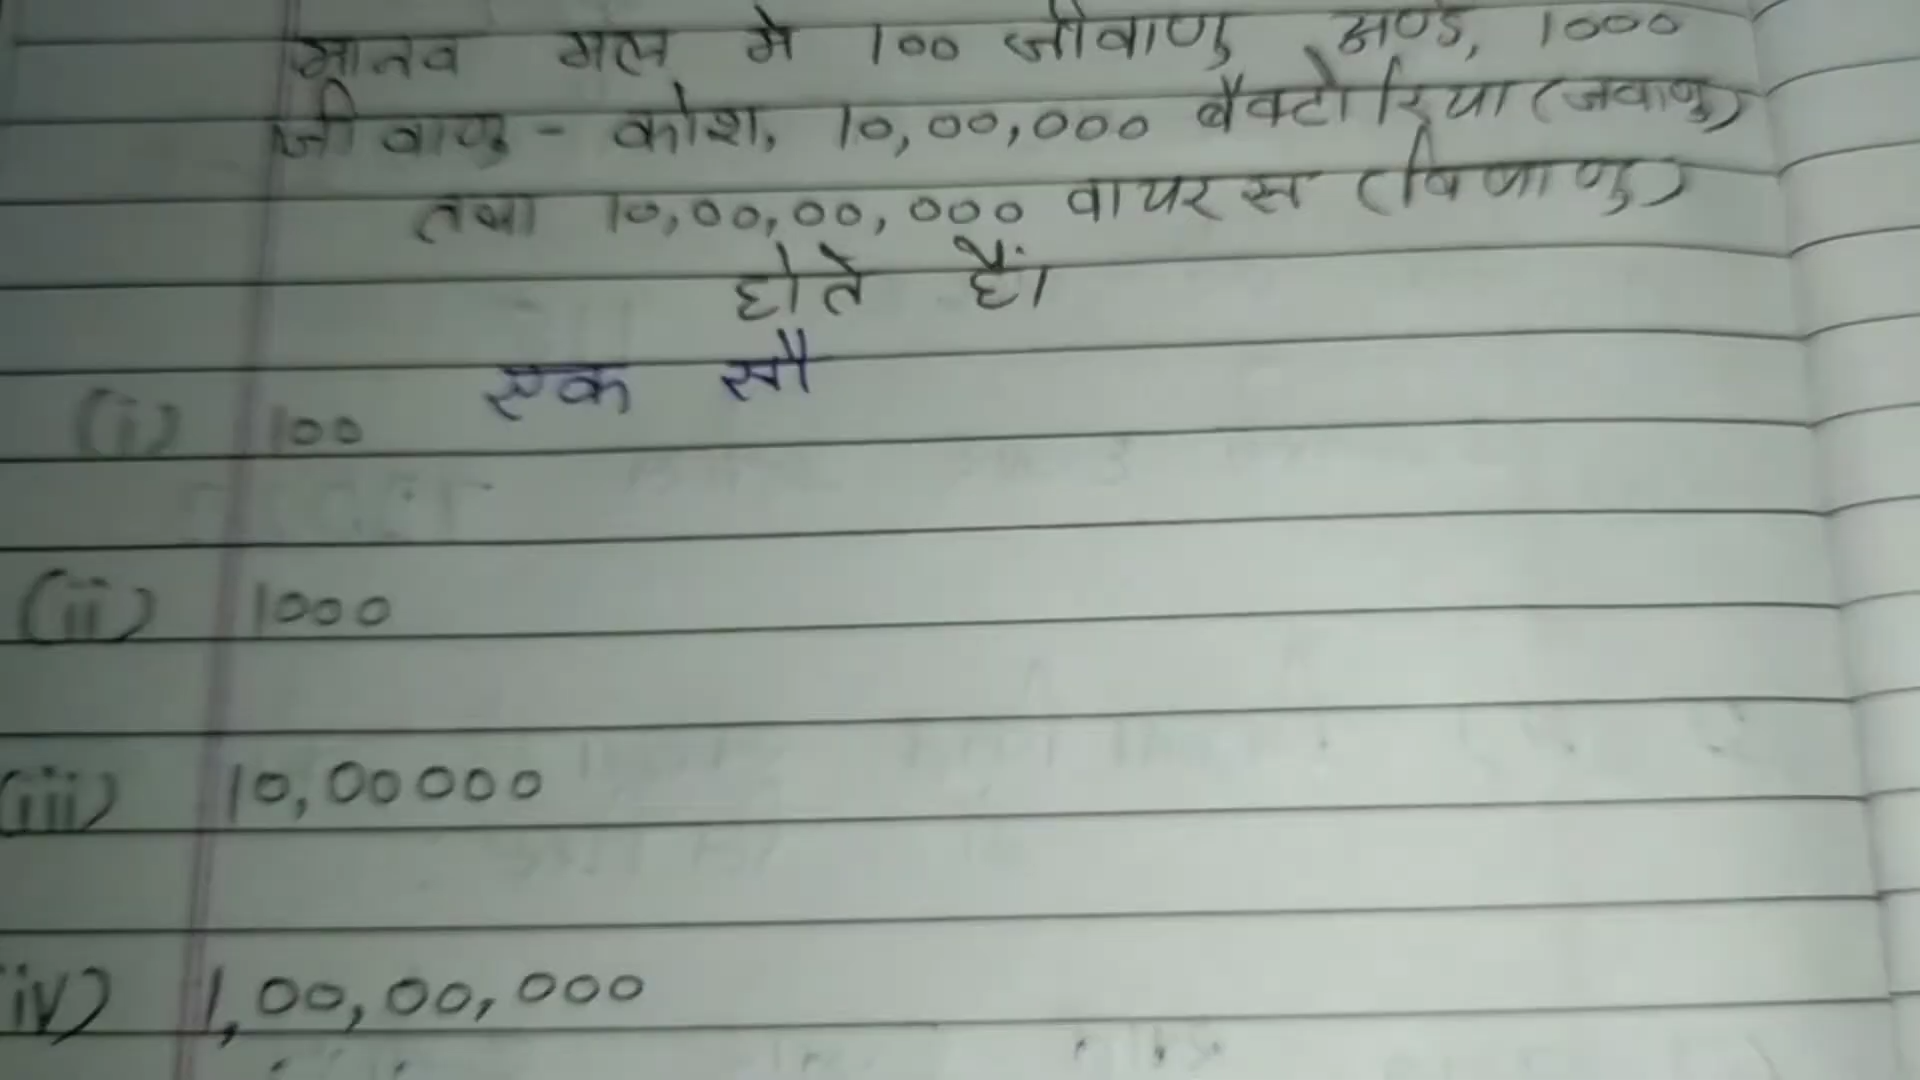 मानव मल मे 100 जीवाणु अण्ड, 1000
जीवाणु - कोश, 10,00,000 बैक्टोरिया (जवाणु)
तथा 10,00,00,000 वायरस (विषाणु)
होते हैं।
एक सौ
(i) 100
(ii) 1000
(iii) 10,00000
(iv) 1,00,00,000